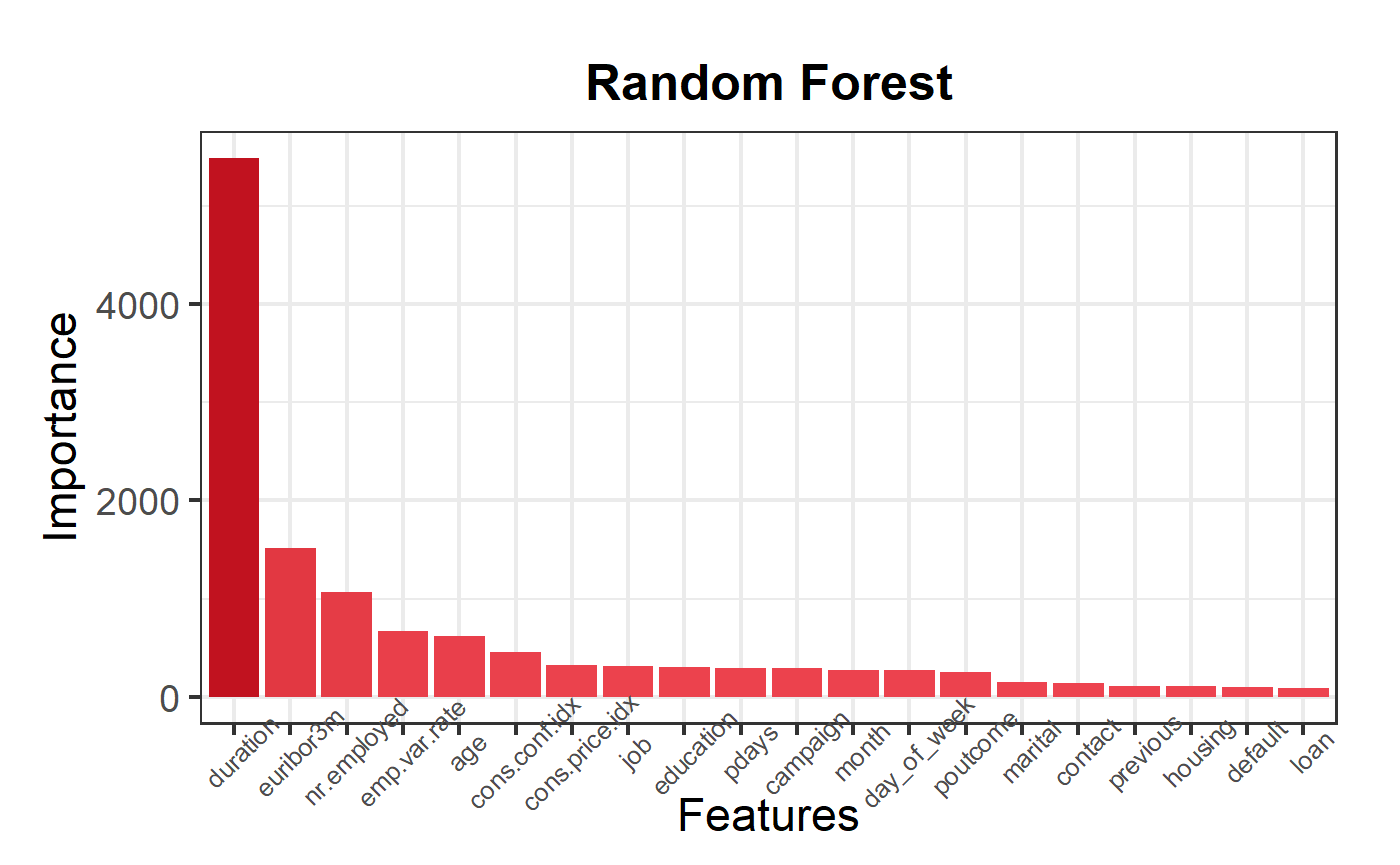 Random Forest
Importance
4000
2000
0
duration
euribor3m
nr.employed
emp.var.rate
age
cons.conf.idx
cons.price.idx
job
education
pdays
campaign
month
day_of_week
poutcome
marital
contact
previous
housing
default
loan
Features